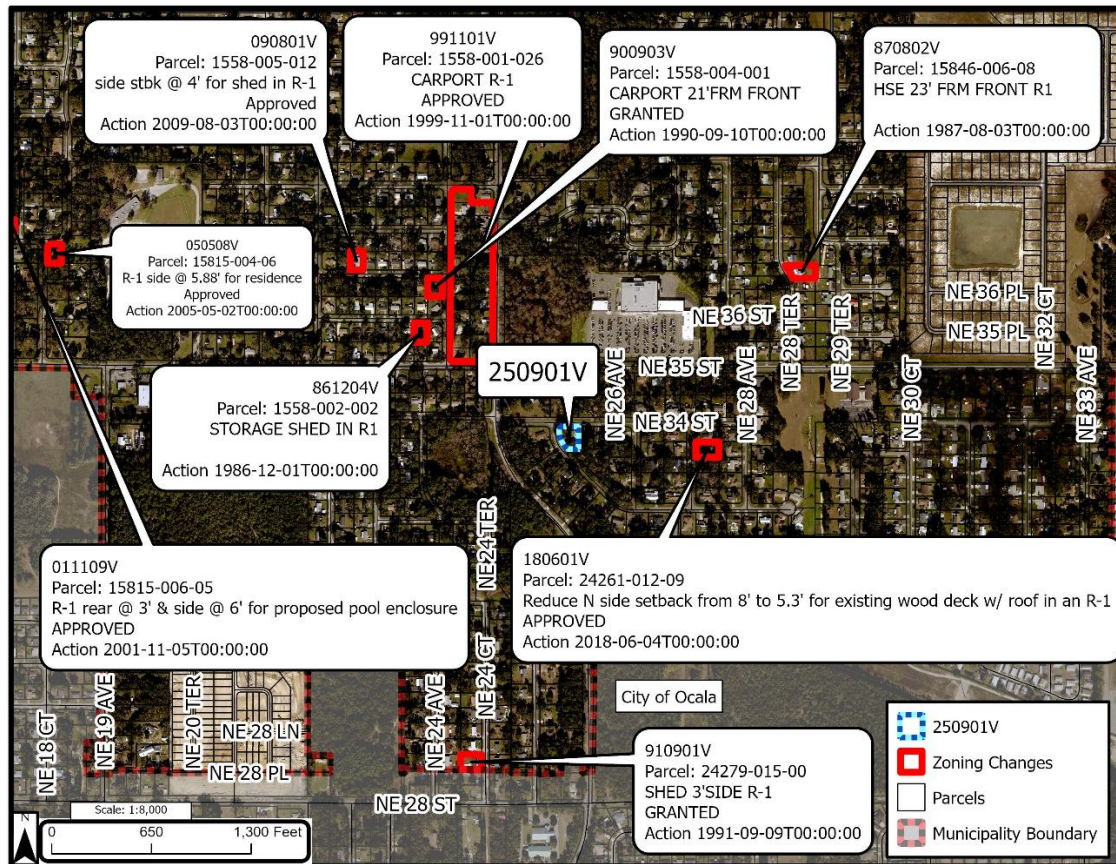 090801V
Parcel: 1558-005-012
side stbk @ 4' for shed in R-1
Approved
Action 2009-08-03T00:00:00
991101V
Parcel: 1558-001-026
CARPORT R-1
APPROVED
Action 1999-11-01T00:00:00
900903V
Parcel: 1558-004-001
CARPORT 21'FRM FRONT
GRANTED
Action 1990-09-10T00:00:00
870802V
Parcel: 15846-006-08
HSE 23' FRM FRONT R1
Action 1987-08-03T00:00:00
050508V
Parcel: 15815-004-06
R-1 side @ 5.88' for residence
Approved
Action 2005-05-02T00:00:00
861204V
Parcel: 1558-002-002
STORAGE SHED IN R1
Action 1986-12-01T00:00:00
250901V
NE 36 ST
NE 35 ST
NE 34 ST
NE 26 AVE
NE 28 AVE
NE 28 TER
NE 29 TER
NE 30 CT
NE 36 PL
NE 35 PL
NE 32 CT
NE 33 AVE
011109V
Parcel: 15815-006-05
R-1 rear @ 3' & side @ 6' for proposed pool enclosure
APPROVED
Action 2001-11-05T00:00:00
NE 24 TER
180601V
Parcel: 24261-012-09
Reduce N side setback from 8' to 5.3' for existing wood deck w/ roof in an R-1
APPROVED
Action 2018-06-04T00:00:00
NE 18 CT
NE 19 AVE
NE 20 TER
NE 28 LN
NE 28 PL
NE 24 AVE
NE 24 CT
NE 28 ST
City of Ocala
910901V
Parcel: 24279-015-00
SHED 3'SIDE R-1
GRANTED
Action 1991-09-09T00:00:00
250901V
Zoning Changes
Parcels
Municipality Boundary
N
Scale: 1:8,000
0 650 1,300 Feet